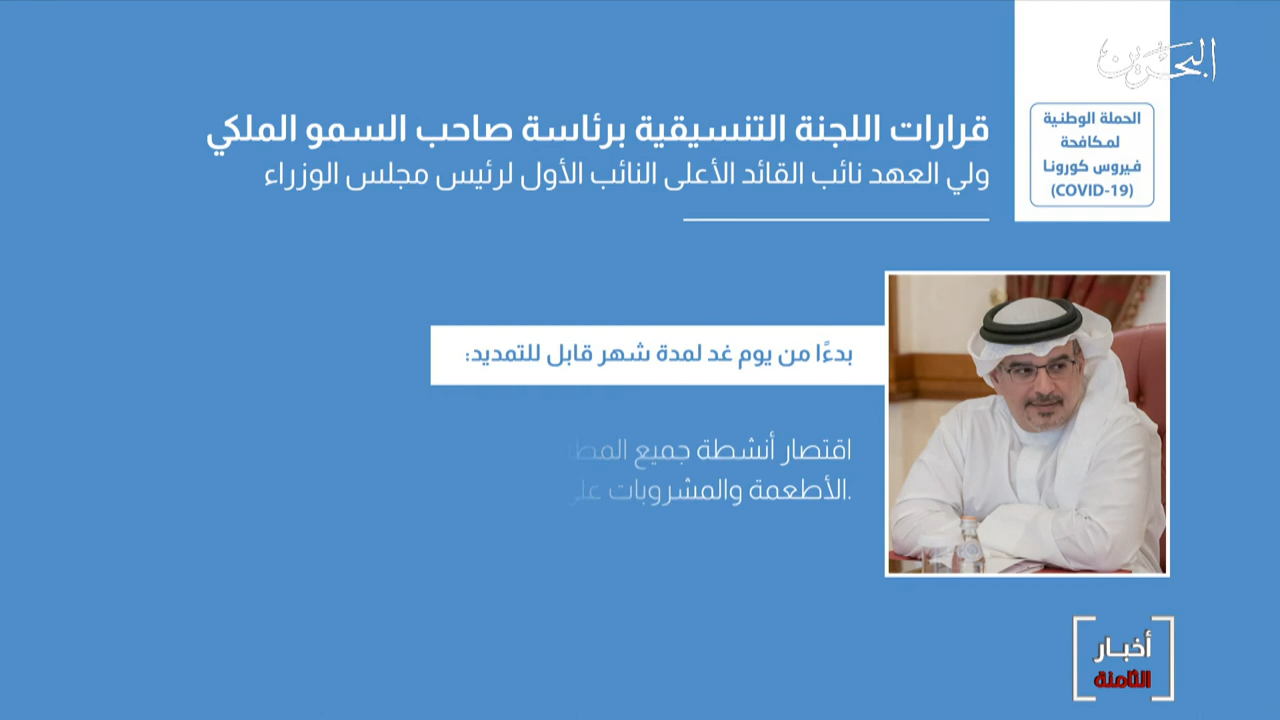 البحرين
الحملة الوطنية
لمكافحة
فيروس كورونا
(COVID-19)
قرارات اللجنة التنسيقية برئاسة صاحب السمو الملكي
ولي العهد نائب القائد الأعلى النائب الأول لرئيس مجلس الوزراء
بدءًا من يوم غد لمدة شهر قابل للتمديد:
اقتصار أنشطة جميع
.الأطعمة والمشروبات
أخبار
الثامنة